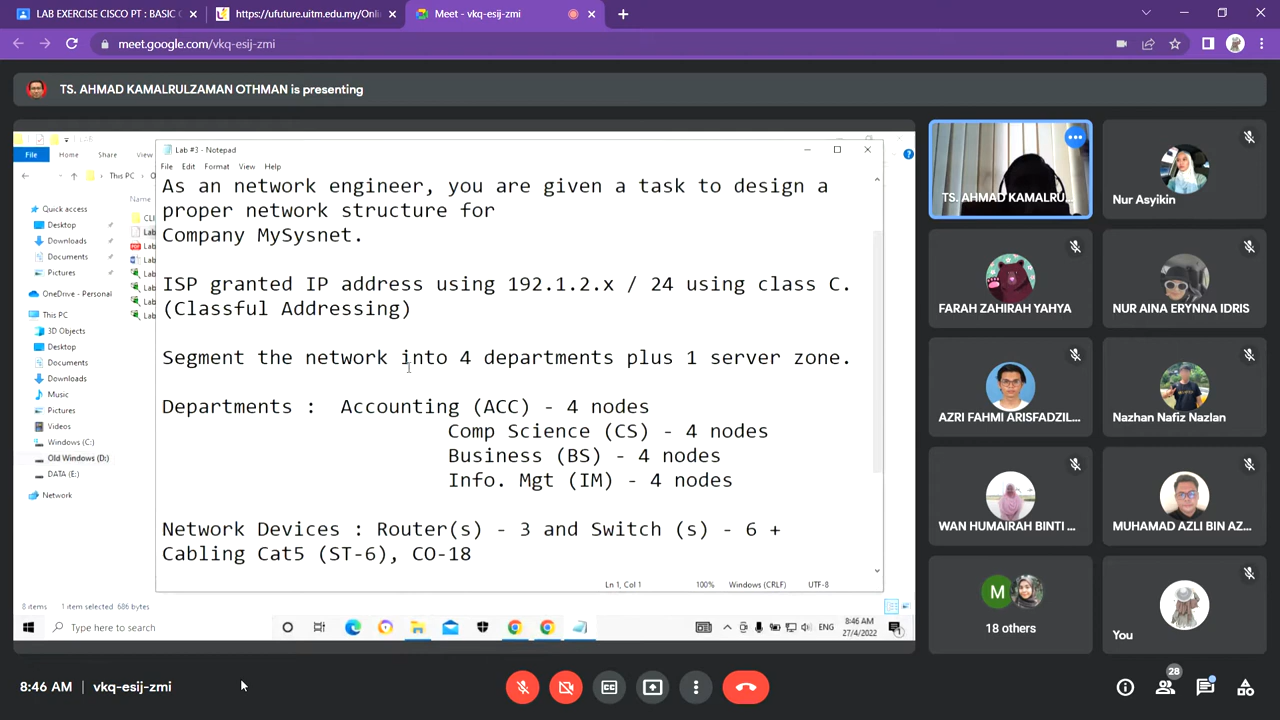 LAB EXERCISE CISCO PT : BASIC C
https://ufuture.uitm.edu.my/Onli
Meet - vkq-esij-zmi
meet.google.com/vkq-esij-zmi
TS. AHMAD KAMALRULZAMAN OTHMAN is presenting
Lab #3 - Notepad
File Edit Format View Help
File Home Share View
This PC
Name
Quick access
Desktop
Downloads
Documents
Pictures
OneDrive - Personal
This PC
3D Objects
Desktop
Documents
Downloads
Music
Pictures
Videos
Windows (C:)
Old Windows (D:)
DATA (E:)
Network
CLI
Lab
Lab
Lab
Lab
Lab
Lab
As an network engineer, you are given a task to design a
proper network structure for
Company MySysnet.
ISP granted IP address using 192.1.2.x / 24 using class C.
(Classful Addressing)
Segment the network into 4 departments plus 1 server zone.
Departments : Accounting (ACC) - 4 nodes
Comp Science (CS) - 4 nodes
Business (BS) - 4 nodes
Info. Mgt (IM) - 4 nodes
Network Devices : Router(s) - 3 and Switch (s) - 6 +
Cabling Cat5 (ST-6), CO-18
Ln 1, Col 1 100% Windows (CRLF) UTF-8
8 items 1 item selected 686 bytes
Type here to search
ENG
8:46 AM
27/4/2022
TS. AHMAD KAMALRU...
Nur Asyikin
FARAH ZAHIRAH YAHYA
NUR AINA ERYNNA IDRIS
AZRI FAHMI ARISFADZIL...
Nazhan Nafiz Nazlan
WAN HUMAIRAH BINTI ...
MUHAMAD AZLI BIN AZ...
M
18 others
You
8:46 AM | vkq-esij-zmi
28